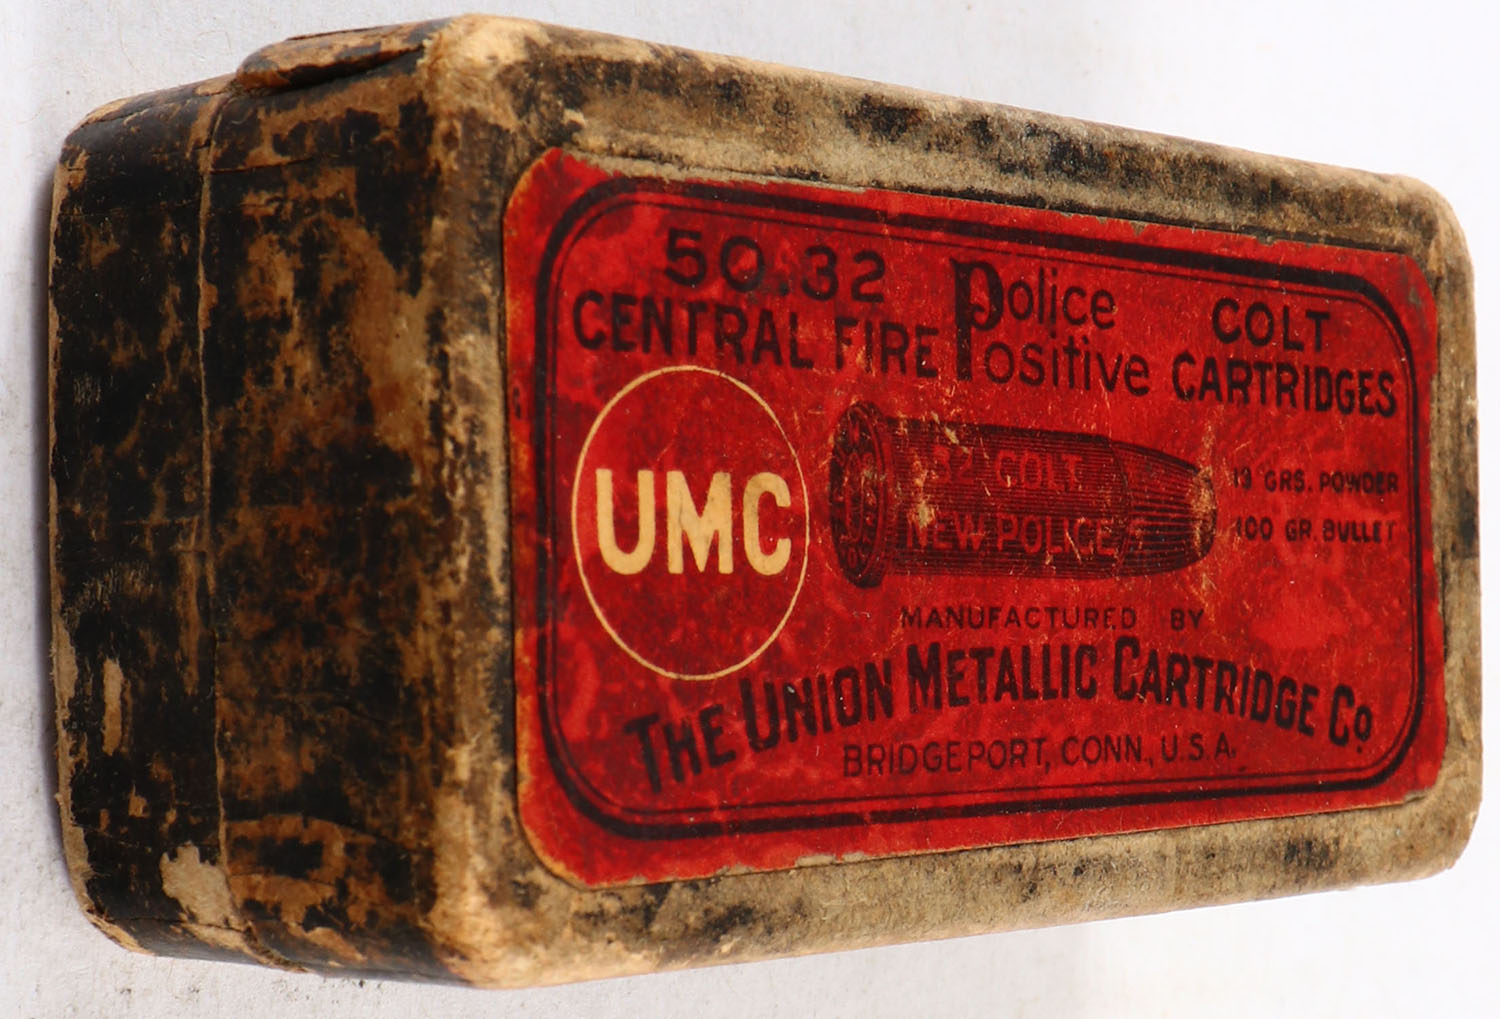 50.32 Police COLT
CENTRAL FIRE Positive CARTRIDGES
UMC
32 COLT
NEW POLICE
13 GRS. POWDER
100 GR. BULLET
MANUFACTURED BY
THE UNION METALLIC CARTRIDGE Co
BRIDGEPORT, CONN., U.S.A.